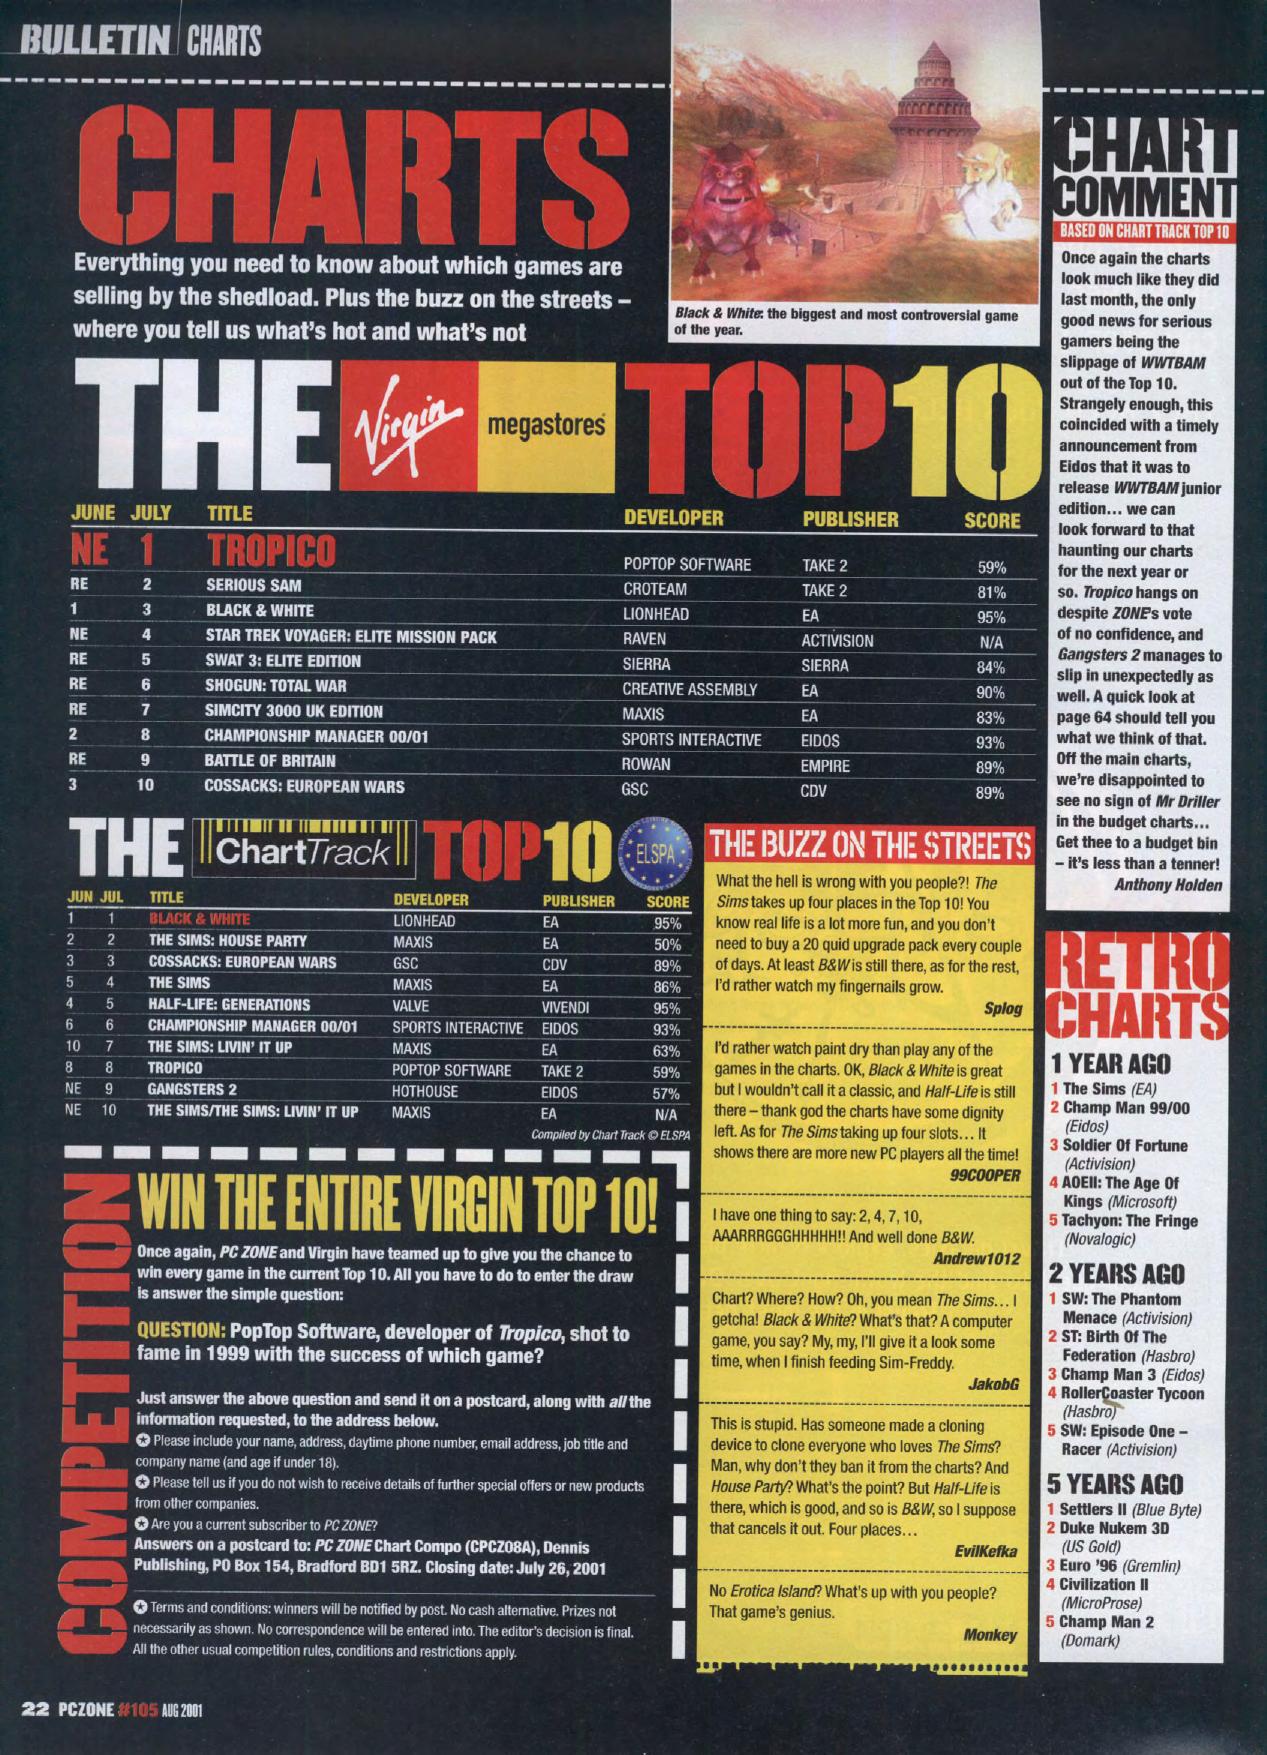 BULLETIN CHARTS
CHARTS
Everything you need to know about which games are
selling by the shedload. Plus the buzz on the streets –
where you tell us what's hot and what's not
Black & White: the biggest and most controversial game
of the year.
THE Virgin megastores TOP10
JUNE JULY TITLE DEVELOPER PUBLISHER SCORE
NE 1 TROPICO POPTOP SOFTWARE TAKE 2 59%
RE 2 SERIOUS SAM CROTEAM TAKE 2 81%
1 3 BLACK & WHITE LIONHEAD EA 95%
NE 4 STAR TREK VOYAGER: ELITE MISSION PACK RAVEN ACTIVISION N/A
RE 5 SWAT 3: ELITE EDITION SIERRA SIERRA 84%
RE 6 SHOGUN: TOTAL WAR CREATIVE ASSEMBLY EA 90%
RE 7 SIMCITY 3000 UK EDITION MAXIS EA 83%
2 8 CHAMPIONSHIP MANAGER 00/01 SPORTS INTERACTIVE EIDOS 93%
RE 9 BATTLE OF BRITAIN ROWAN EMPIRE 89%
3 10 COSSACKS: EUROPEAN WARS GSC CDV 89%
THE ChartTrack TOP10 ELSPA
JUN JUL TITLE DEVELOPER PUBLISHER SCORE
1 1 BLACK & WHITE LIONHEAD EA 95%
2 2 THE SIMS: HOUSE PARTY MAXIS EA 50%
3 3 COSSACKS: EUROPEAN WARS GSC CDV 89%
5 4 THE SIMS MAXIS EA 86%
4 5 HALF-LIFE: GENERATIONS VALVE VIVENDI 95%
6 6 CHAMPIONSHIP MANAGER 00/01 SPORTS INTERACTIVE EIDOS 93%
10 7 THE SIMS: LIVIN' IT UP MAXIS EA 63%
8 8 TROPICO POPTOP SOFTWARE TAKE 2 59%
NE 9 GANGSTERS 2 HOTHOUSE EIDOS 57%
NE 10 THE SIMS/THE SIMS: LIVIN' IT UP MAXIS EA N/A
Compiled by Chart Track © ELSPA
COMPETITION
WIN THE ENTIRE VIRGIN TOP 10!
Once again, PC ZONE and Virgin have teamed up to give you the chance to
win every game in the current Top 10. All you have to do to enter the draw
is answer the simple question:
QUESTION: PopTop Software, developer of Tropico, shot to
fame in 1999 with the success of which game?
Just answer the above question and send it on a postcard, along with all the
information requested, to the address below.
Please include your name, address, daytime phone number, email address, job title and
company name (and age if under 18).
Please tell us if you do not wish to receive details of further special offers or new products
from other companies.
Are you a current subscriber to PC ZONE?
Answers on a postcard to: PC ZONE Chart Compo (CPCZ08A), Dennis
Publishing, PO Box 154, Bradford BD1 5RZ. Closing date: July 26, 2001
Terms and conditions: winners will be notified by post. No cash alternative. Prizes not
necessarily as shown. No correspondence will be entered into. The editor's decision is final.
All the other usual competition rules, conditions and restrictions apply.
THE BUZZ ON THE STREETS
What the hell is wrong with you people?! The
Sims takes up four places in the Top 10! You
know real life is a lot more fun, and you don't
need to buy a 20 quid upgrade pack every couple
of days. At least B&W is still there, as for the rest,
I'd rather watch my fingernails grow.
Splog
I'd rather watch paint dry than play any of the
games in the charts. OK, Black & White is great
but I wouldn't call it a classic, and Half-Life is still
there – thank god the charts have some dignity
left. As for The Sims taking up four slots... It
shows there are more new PC players all the time!
99COOPER
I have one thing to say: 2, 4, 7, 10,
AAARRRGGGHHHHH!! And well done B&W.
Andrew1012
Chart? Where? How? Oh, you mean The Sims... I
getcha! Black & White? What's that? A computer
game, you say? My, my, I'll give it a look some
time, when I finish feeding Sim-Freddy.
JakobG
This is stupid. Has someone made a cloning
device to clone everyone who loves The Sims?
Man, why don't they ban it from the charts? And
House Party? What's the point? But Half-Life is
there, which is good, and so is B&W, so I suppose
that cancels it out. Four places...
EvilKefka
No Erotica Island? What's up with you people?
That game's genius.
Monkey
CHART
COMMENT
BASED ON CHART TRACK TOP 10
Once again the charts
look much like they did
last month, the only
good news for serious
gamers being the
slippage of WWTBAM
out of the Top 10.
Strangely enough, this
coincided with a timely
announcement from
Eidos that it was to
release WWTBAM junior
edition... we can
look forward to that
haunting our charts
for the next year or
so. Tropico hangs on
despite ZONE's vote
of no confidence, and
Gangsters 2 manages to
slip in unexpectedly as
well. A quick look at
page 64 should tell you
what we think of that.
Off the main charts,
we're disappointed to
see no sign of Mr Driller
in the budget charts...
Get thee to a budget bin
– it's less than a tenner!
Anthony Holden
RETRO
CHARTS
1 YEAR AGO
1 The Sims (EA)
2 Champ Man 99/00
(Eidos)
3 Soldier Of Fortune
(Activision)
4 AOEII: The Age Of
Kings (Microsoft)
5 Tachyon: The Fringe
(Novalogic)
2 YEARS AGO
1 SW: The Phantom
Menace (Activision)
2 ST: Birth Of The
Federation (Hasbro)
3 Champ Man 3 (Eidos)
4 RollerCoaster Tycoon
(Hasbro)
5 SW: Episode One –
Racer (Activision)
5 YEARS AGO
1 Settlers II (Blue Byte)
2 Duke Nukem 3D
(US Gold)
3 Euro '96 (Gremlin)
4 Civilization II
(MicroProse)
5 Champ Man 2
(Domark)
22 PCZONE #105 AUG 2001